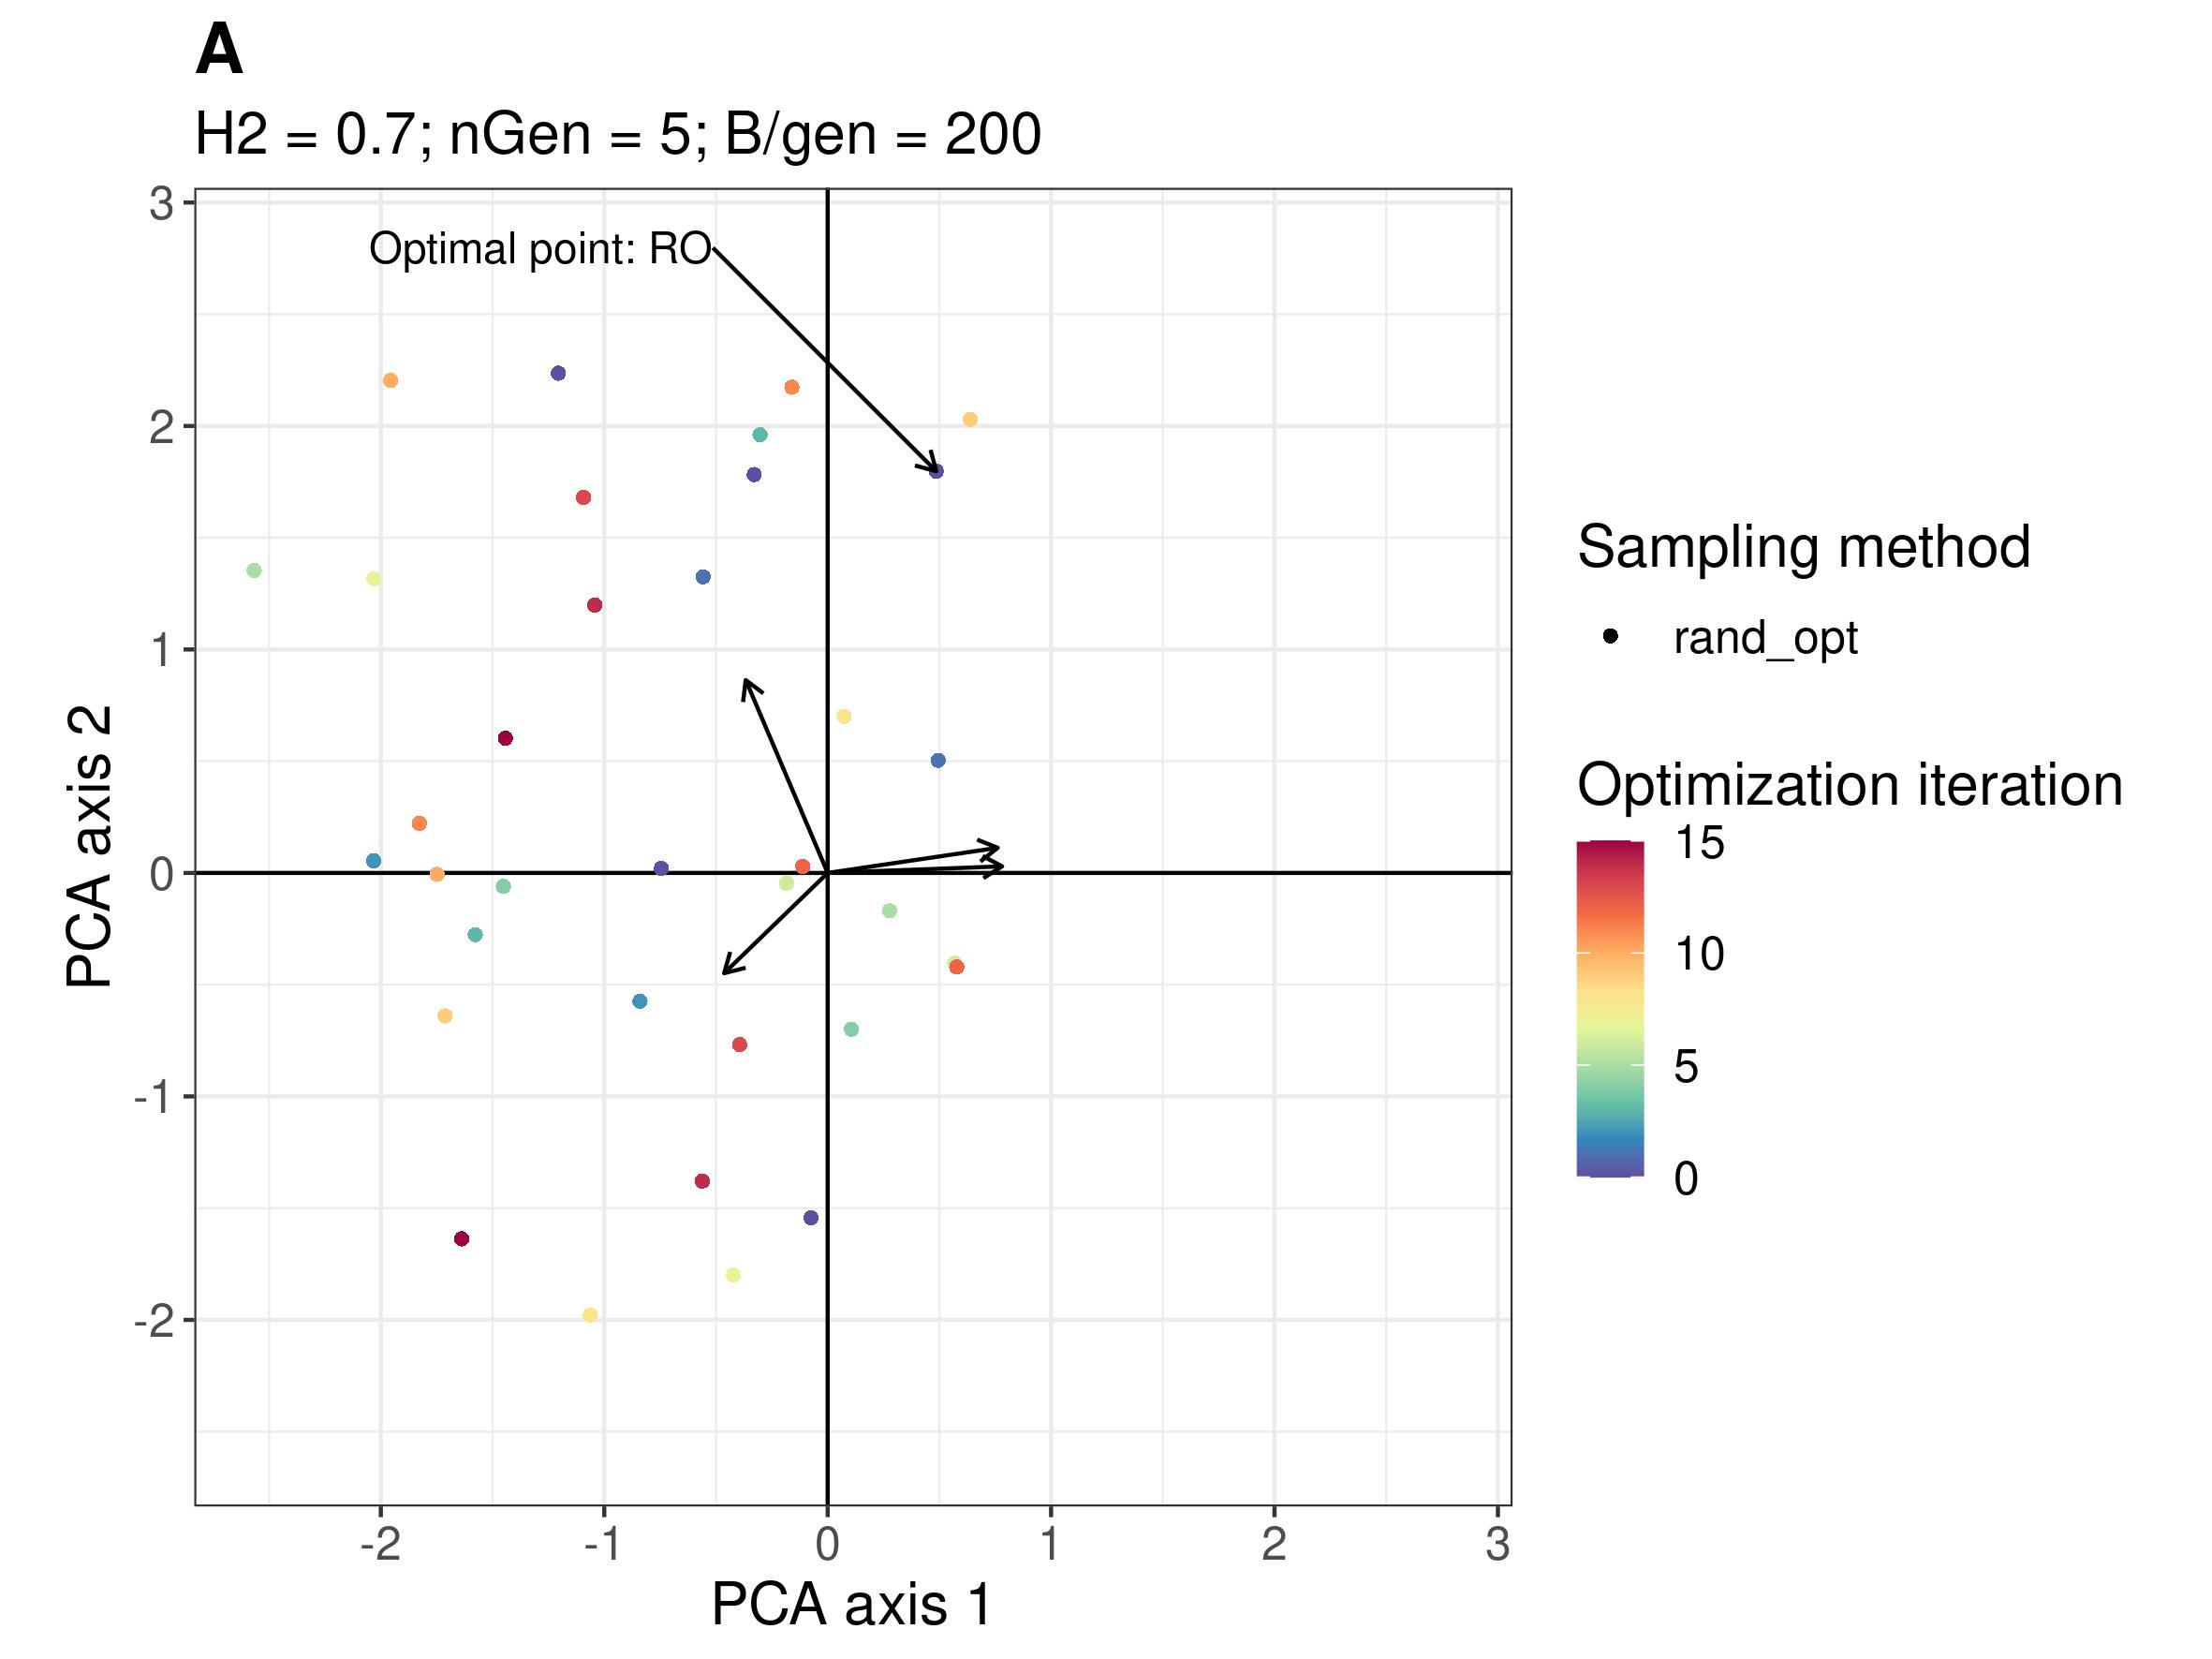 A
H2 = 0.7; nGen = 5; B/gen = 200
3
Optimal point: RO
2
1
0
-1
-2
PCA axis 2
-2 -1 0 1 2 3
PCA axis 1
Sampling method
rand_opt
Optimization iteration
15
10
5
0